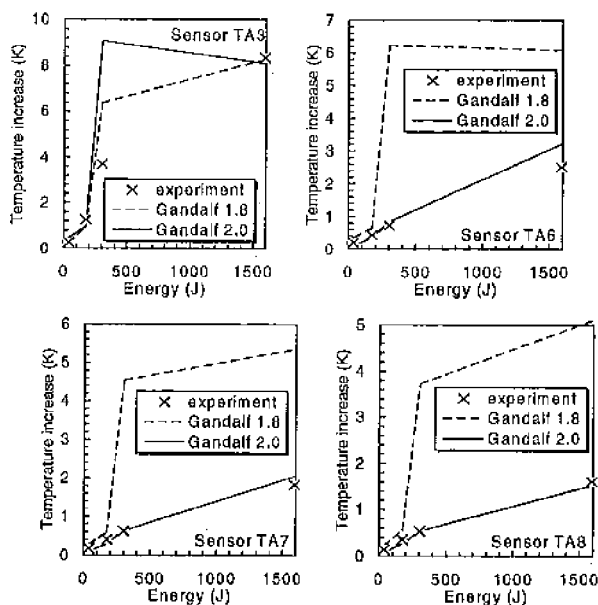 Sensor TA3
Temperature increase (K)
10
8
6
4
2
0
experiment
Gandalf 1.8
Gandalf 2.0
0
500
1000
1500
Energy (J)
Temperature increase (K)
7
6
5
4
3
2
1
0
experiment
Gandalf 1.8
Gandalf 2.0
Sensor TA6
0
500
1000
1500
Energy (J)
Temperature increase (K)
6
5
4
3
2
1
0
experiment
Gandalf 1.8
Gandalf 2.0
Sensor TA7
0
500
1000
1500
Energy (J)
Temperature increase (K)
5
4
3
2
1
0
experiment
Gandalf 1.8
Gandalf 2.0
Sensor TA8
0
500
1000
1500
Energy (J)